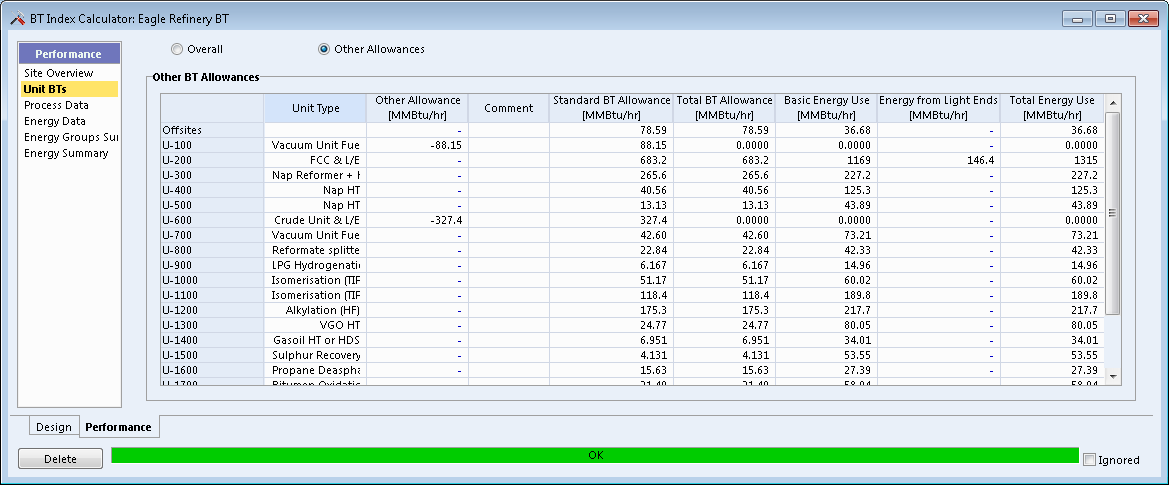 BT Index Calculator: Eagle Refinery BT
Performance
Site Overview
Unit BTs
Process Data
Energy Data
Energy Groups Sui
Energy Summary
Overall
Other Allowances
Other BT Allowances
Unit Type Other Allowance [MMBtu/hr] Comment Standard BT Allowance [MMBtu/hr] Total BT Allowance [MMBtu/hr] Basic Energy Use [MMBtu/hr] Energy from Light Ends [MMBtu/hr] Total Energy Use [MMBtu/hr]
Offsites - 78.59 78.59 36.68 - 36.68
U-100 Vacuum Unit Fue -88.15 88.15 0.0000 0.0000 - 0.0000
U-200 FCC & L/E - 683.2 683.2 1169 146.4 1315
U-300 Nap Reformer + H - 265.6 265.6 227.2 - 227.2
U-400 Nap HT - 40.56 40.56 125.3 - 125.3
U-500 Nap HT - 13.13 13.13 43.89 - 43.89
U-600 Crude Unit & L/E -327.4 327.4 0.0000 0.0000 - 0.0000
U-700 Vacuum Unit Fue - 42.60 42.60 73.21 - 73.21
U-800 Reformate splitte - 22.84 22.84 42.33 - 42.33
U-900 LPG Hydrogenatic - 6.167 6.167 14.96 - 14.96
U-1000 Isomerisation (TIF - 51.17 51.17 60.02 - 60.02
U-1100 Isomerisation (TIF - 118.4 118.4 189.8 - 189.8
U-1200 Alkylation (HF) - 175.3 175.3 217.7 - 217.7
U-1300 VGO HT - 24.77 24.77 80.05 - 80.05
U-1400 Gasoil HT or HDS - 6.951 6.951 34.01 - 34.01
U-1500 Sulphur Recovery - 4.131 4.131 53.55 - 53.55
U-1600 Propane Deaspha - 15.63 15.63 27.39 - 27.39
U-1700 Bitumen Oxidatic - 21.49 21.49 58.04 - 58.04
Design
Performance
Delete
OK
Ignored